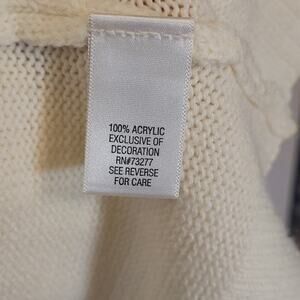 100% ACRYLIC
EXCLUSIVE OF
DECORATION
RN#73277
SEE REVERSE
FOR CARE